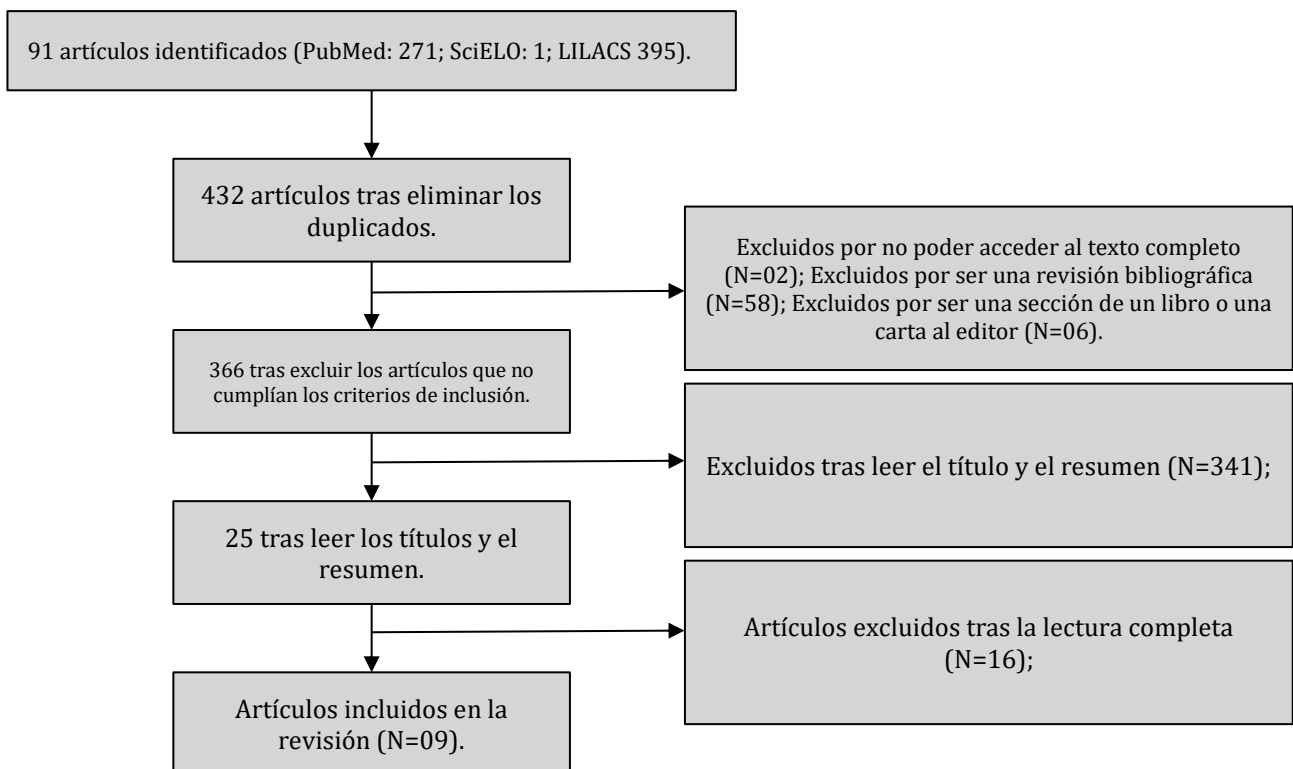 91 artículos identificados (PubMed: 271; SciELO: 1; LILACS 395).
432 artículos tras eliminar los
duplicados.
Excluidos por no poder acceder al texto completo
(N=02); Excluidos por ser una revisión bibliográfica
(N=58); Excluidos por ser una sección de un libro o una
carta al editor (N=06).
366 tras excluir los artículos que no
cumplían los criterios de inclusión.
Excluidos tras leer el título y el resumen (N=341);
25 tras leer los títulos y el
resumen.
Artículos excluidos tras la lectura completa
(N=16);
Artículos incluidos en la
revisión (N=09).